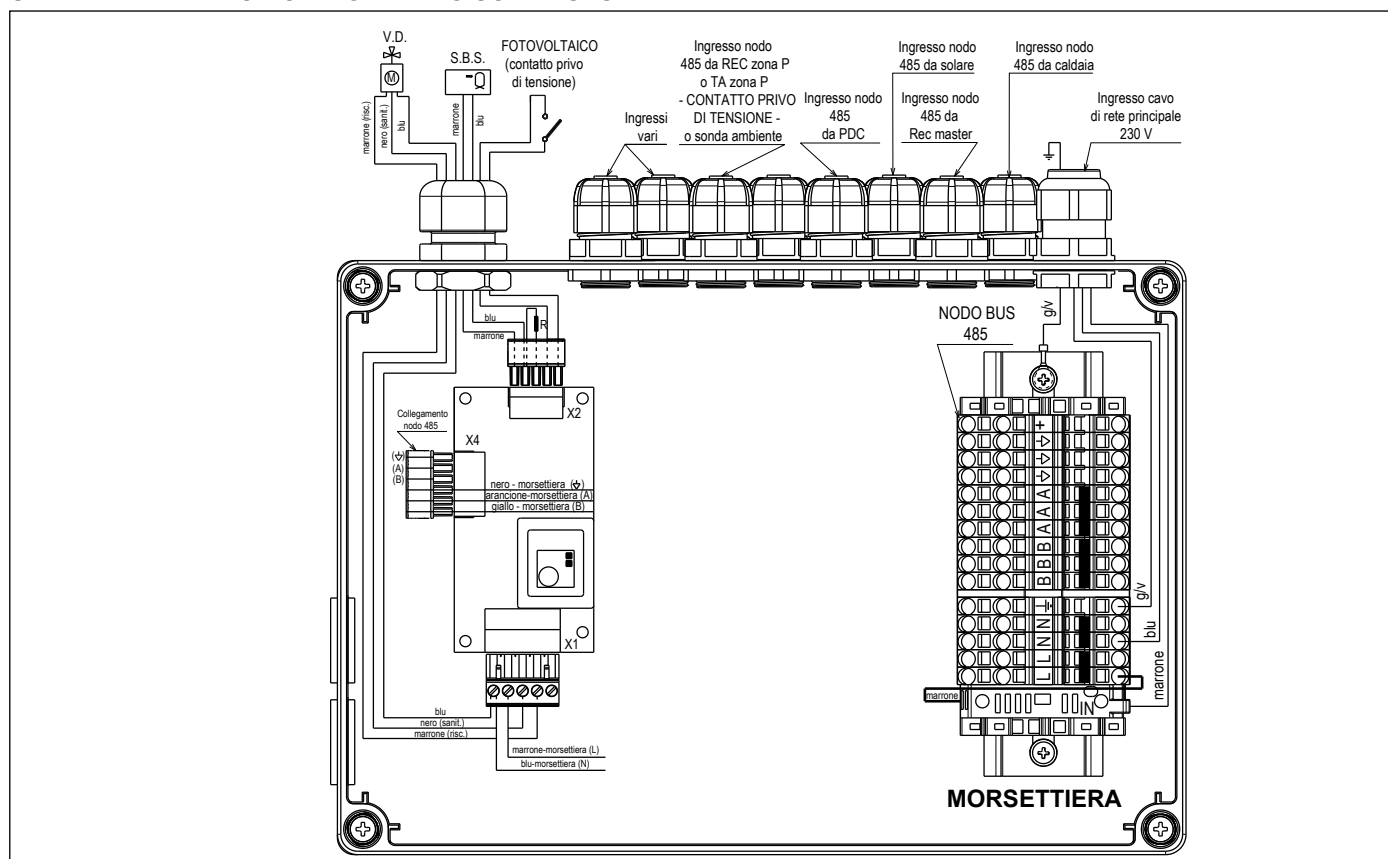 V.D.
M
marrone (risc.)
nero (sanit.)
blu
S.B.S.
marrone
blu
FOTOVOLTAICO
(contatto privo
di tensione)
Ingressi
vari
Ingresso nodo
485 da REC zona P
o TA zona P
- CONTATTO PRIVO
DI TENSIONE -
o sonda ambiente
Ingresso nodo
485
da PDC
Ingresso nodo
485 da solare
Ingresso nodo
485 da
Rec master
Ingresso nodo
485 da caldaia
Ingresso cavo
di rete principale
230 V
blu
marrone
R
X2
Collegamento
nodo 485
X4
(A)
(B)
nero - morsettiera
arancione-morsettiera (A)
giallo - morsettiera (B)
X1
blu
nero (sanit.)
marrone (risc.)
marrone-morsettiera (L)
blu-morsettiera (N)
NODO BUS
485
g/v
+
A
A
A
B
B
B
N
N
L
L
g/v
blu
marrone
marrone
IN
MORSETTIERA